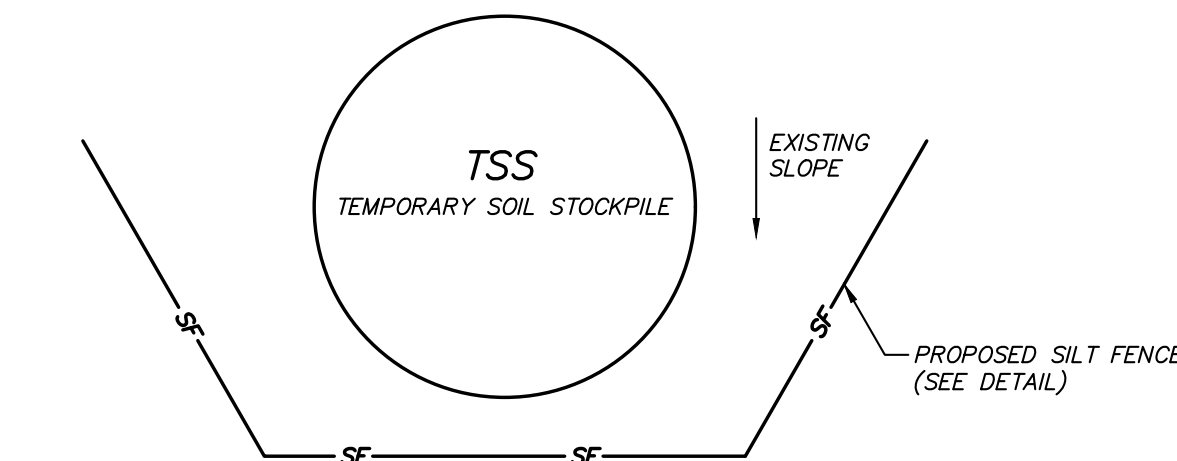 TSS
TEMPORARY SOIL STOCKPILE
EXISTING
SLOPE
SF
SF
PROPOSED SILT FENCE
(SEE DETAIL)
SF
SF